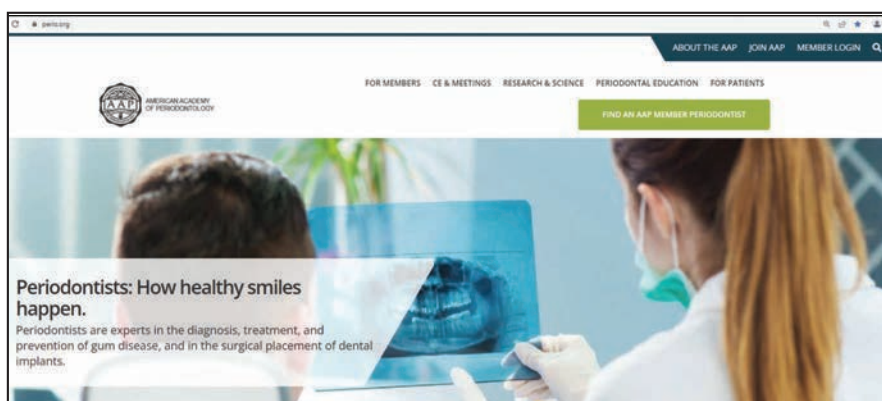 perio.org
ABOUT THE AAP JOIN AAP MEMBER LOGIN
FOR MEMBERS CE & MEETINGS RESEARCH & SCIENCE PERIODONTAL EDUCATION FOR PATIENTS
AAP
AMERICAN ACADEMY
OF PERIODONTOLOGY
FIND AN AAP MEMBER PERIODONTIST
Periodontists: How healthy smiles
happen.
Periodontists are experts in the diagnosis, treatment, and
prevention of gum disease, and in the surgical placement of dental
implants.